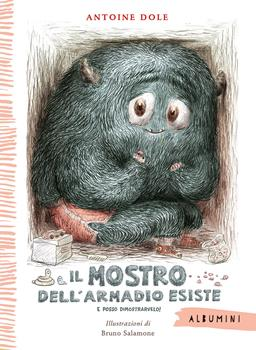 ANTOINE DOLE
IL MOSTRO
DELL'ARMADIO ESISTE
E POSSO DIMOSTRARVELO!
Illustrazioni di
Bruno Salamone
ALBUMINI